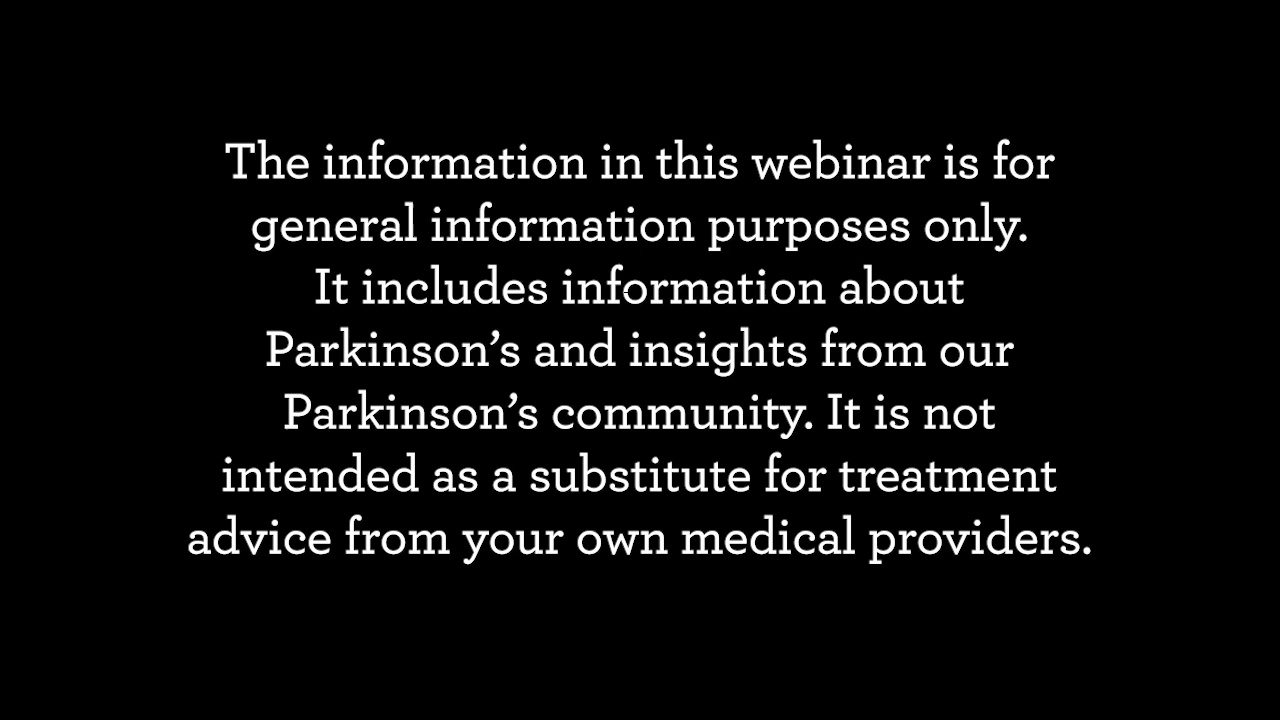 The information in this webinar is for
general information purposes only.
It includes information about
Parkinson’s and insights from our
Parkinson’s community. It is not
intended as a substitute for treatment
advice from your own medical providers.